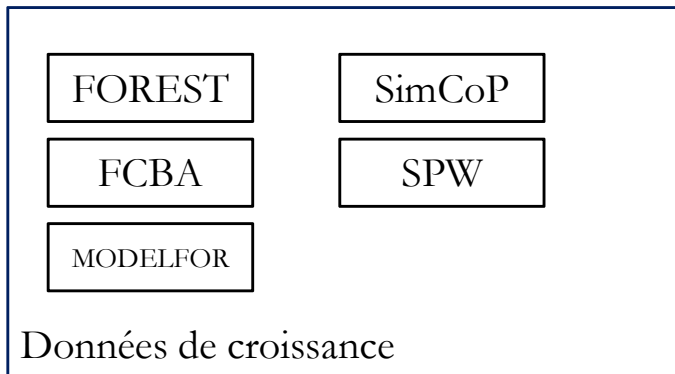 FOREST
SimCoP
FCBA
SPW
MODELFOR
Données de croissance